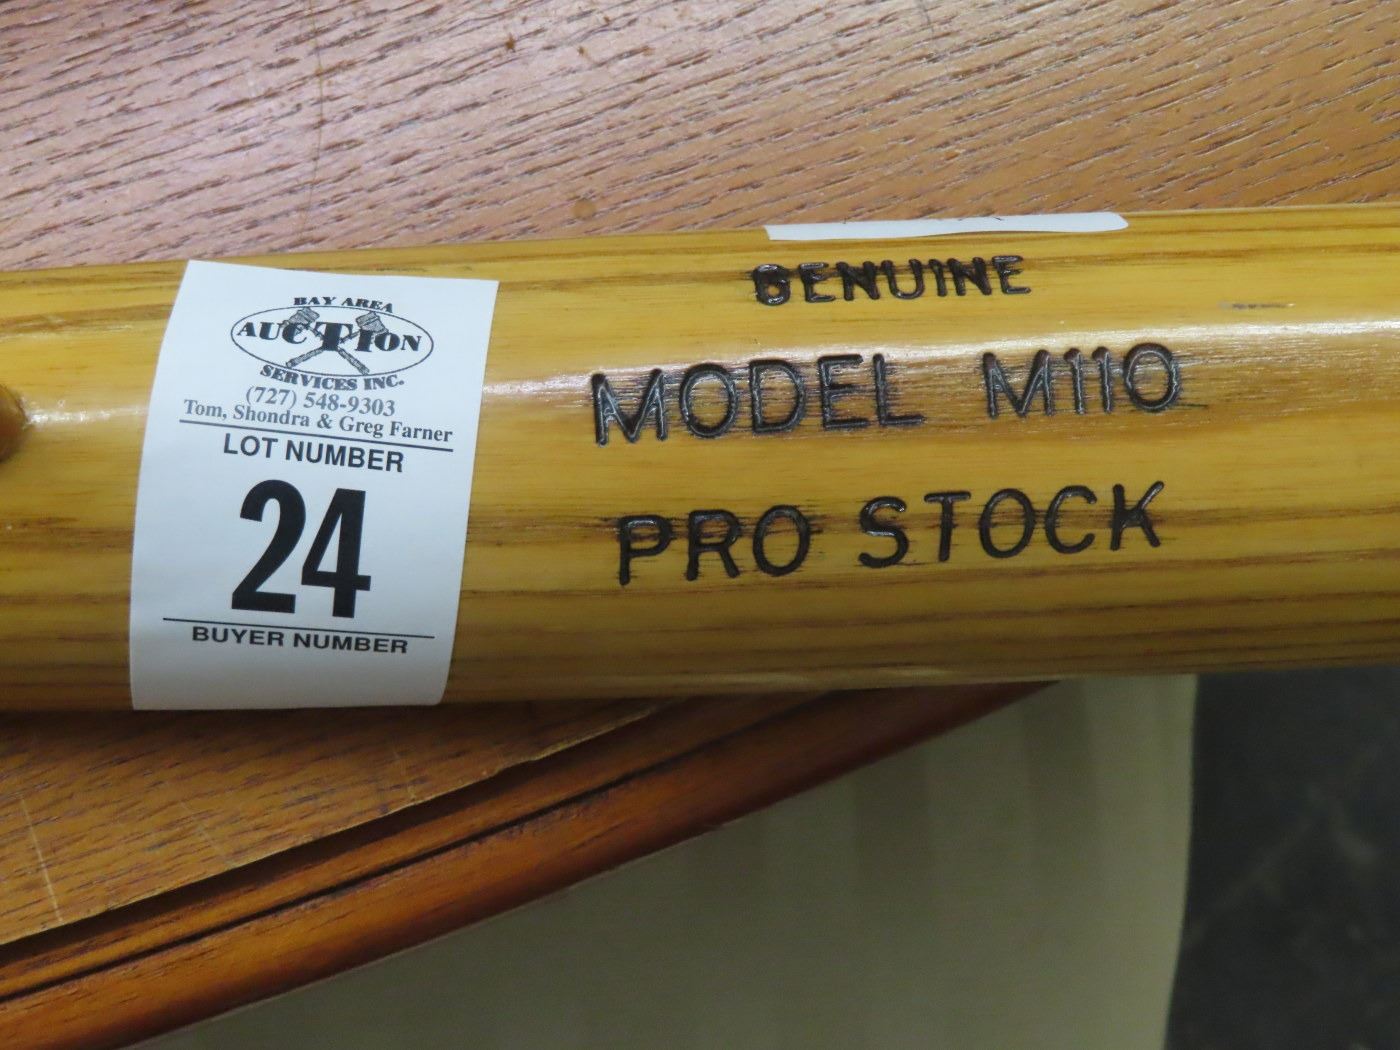 BAY AREA
AUCTION
SERVICES INC.
(727) 548-9303
Tom, Shondra & Greg Farner
LOT NUMBER
24
BUYER NUMBER
GENUINE
MODEL M110
PRO STOCK